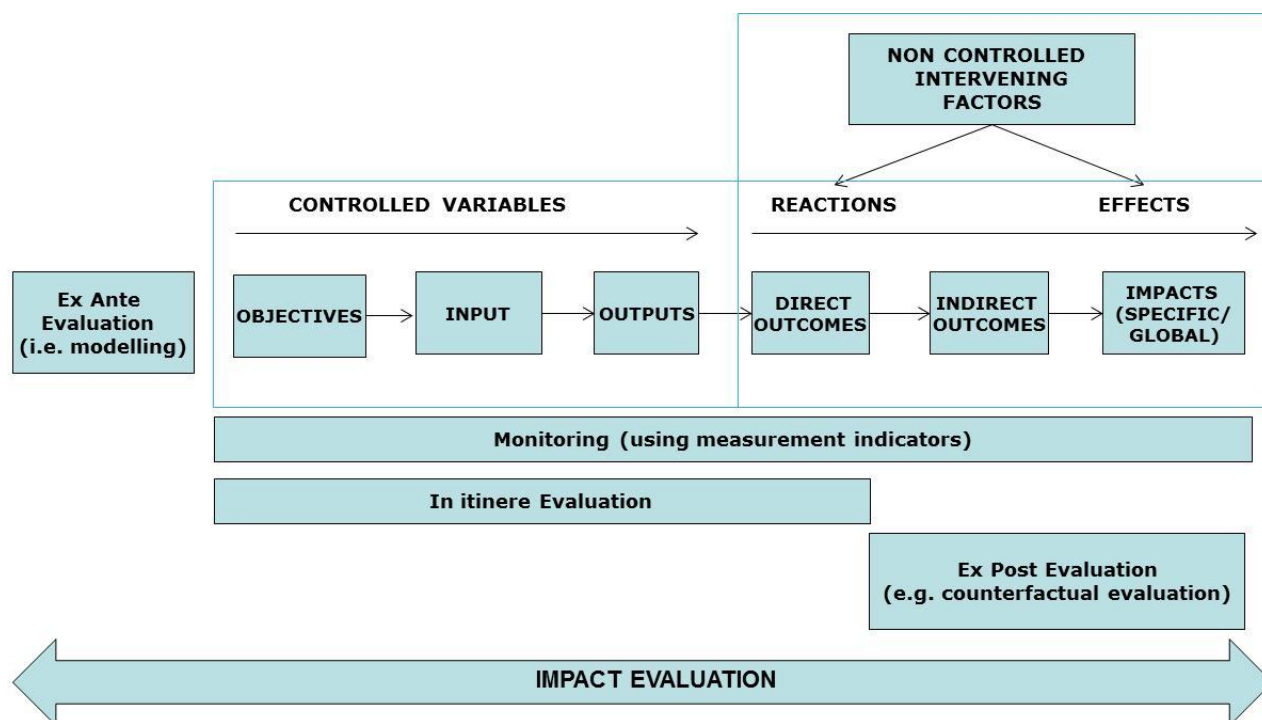 NON CONTROLLED
INTERVENING
FACTORS
CONTROLLED VARIABLES
REACTIONS
EFFECTS
Ex Ante
Evaluation
(i.e. modelling)
OBJECTIVES
INPUT
OUTPUTS
DIRECT
OUTCOMES
INDIRECT
OUTCOMES
IMPACTS
(SPECIFIC/
GLOBAL)
Monitoring (using measurement indicators)
In itinere Evaluation
Ex Post Evaluation
(e.g. counterfactual evaluation)
IMPACT EVALUATION